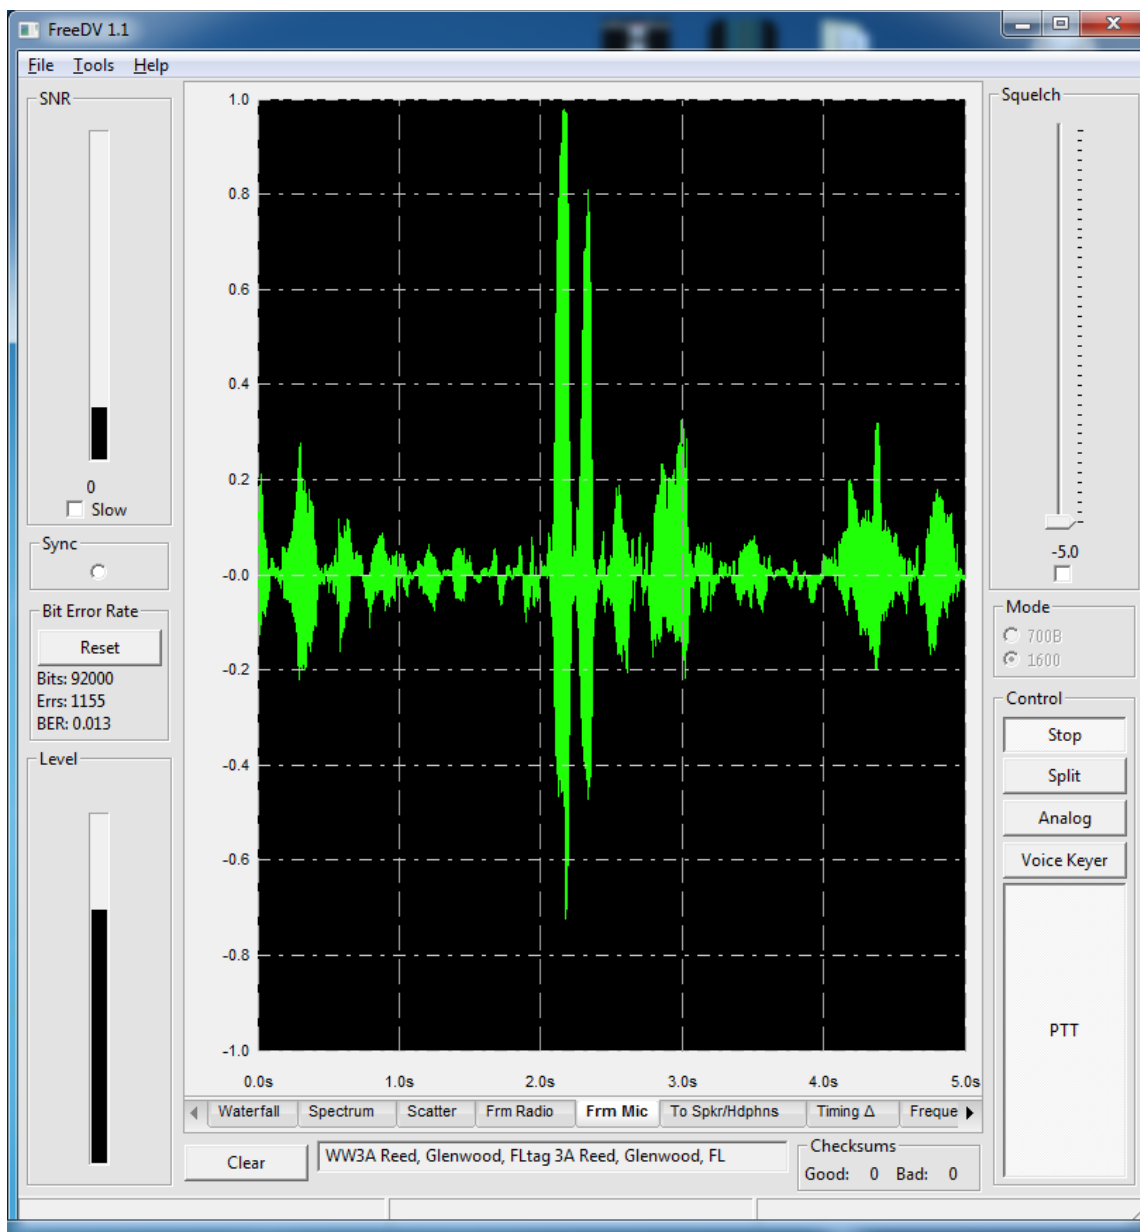 FreeDV 1.1
File Tools Help
SNR
0
Slow
Sync
Bit Error Rate
Reset
Bits: 92000
Errs: 1155
BER: 0.013
Level
1.0
0.8
0.6
0.4
0.2
-0.0
-0.2
-0.4
-0.6
-0.8
-1.0
0.0s 1.0s 2.0s 3.0s 4.0s 5.0s
Waterfall Spectrum Scatter Frm Radio Frm Mic To Spkr/Hdphns Timing Δ Freque
Clear
WW3A Reed, Glenwood, FLtag 3A Reed, Glenwood, FL
Checksums
Good: 0 Bad: 0
Squelch
-5.0
Mode
700B
1600
Control
Stop
Split
Analog
Voice Keyer
PTT